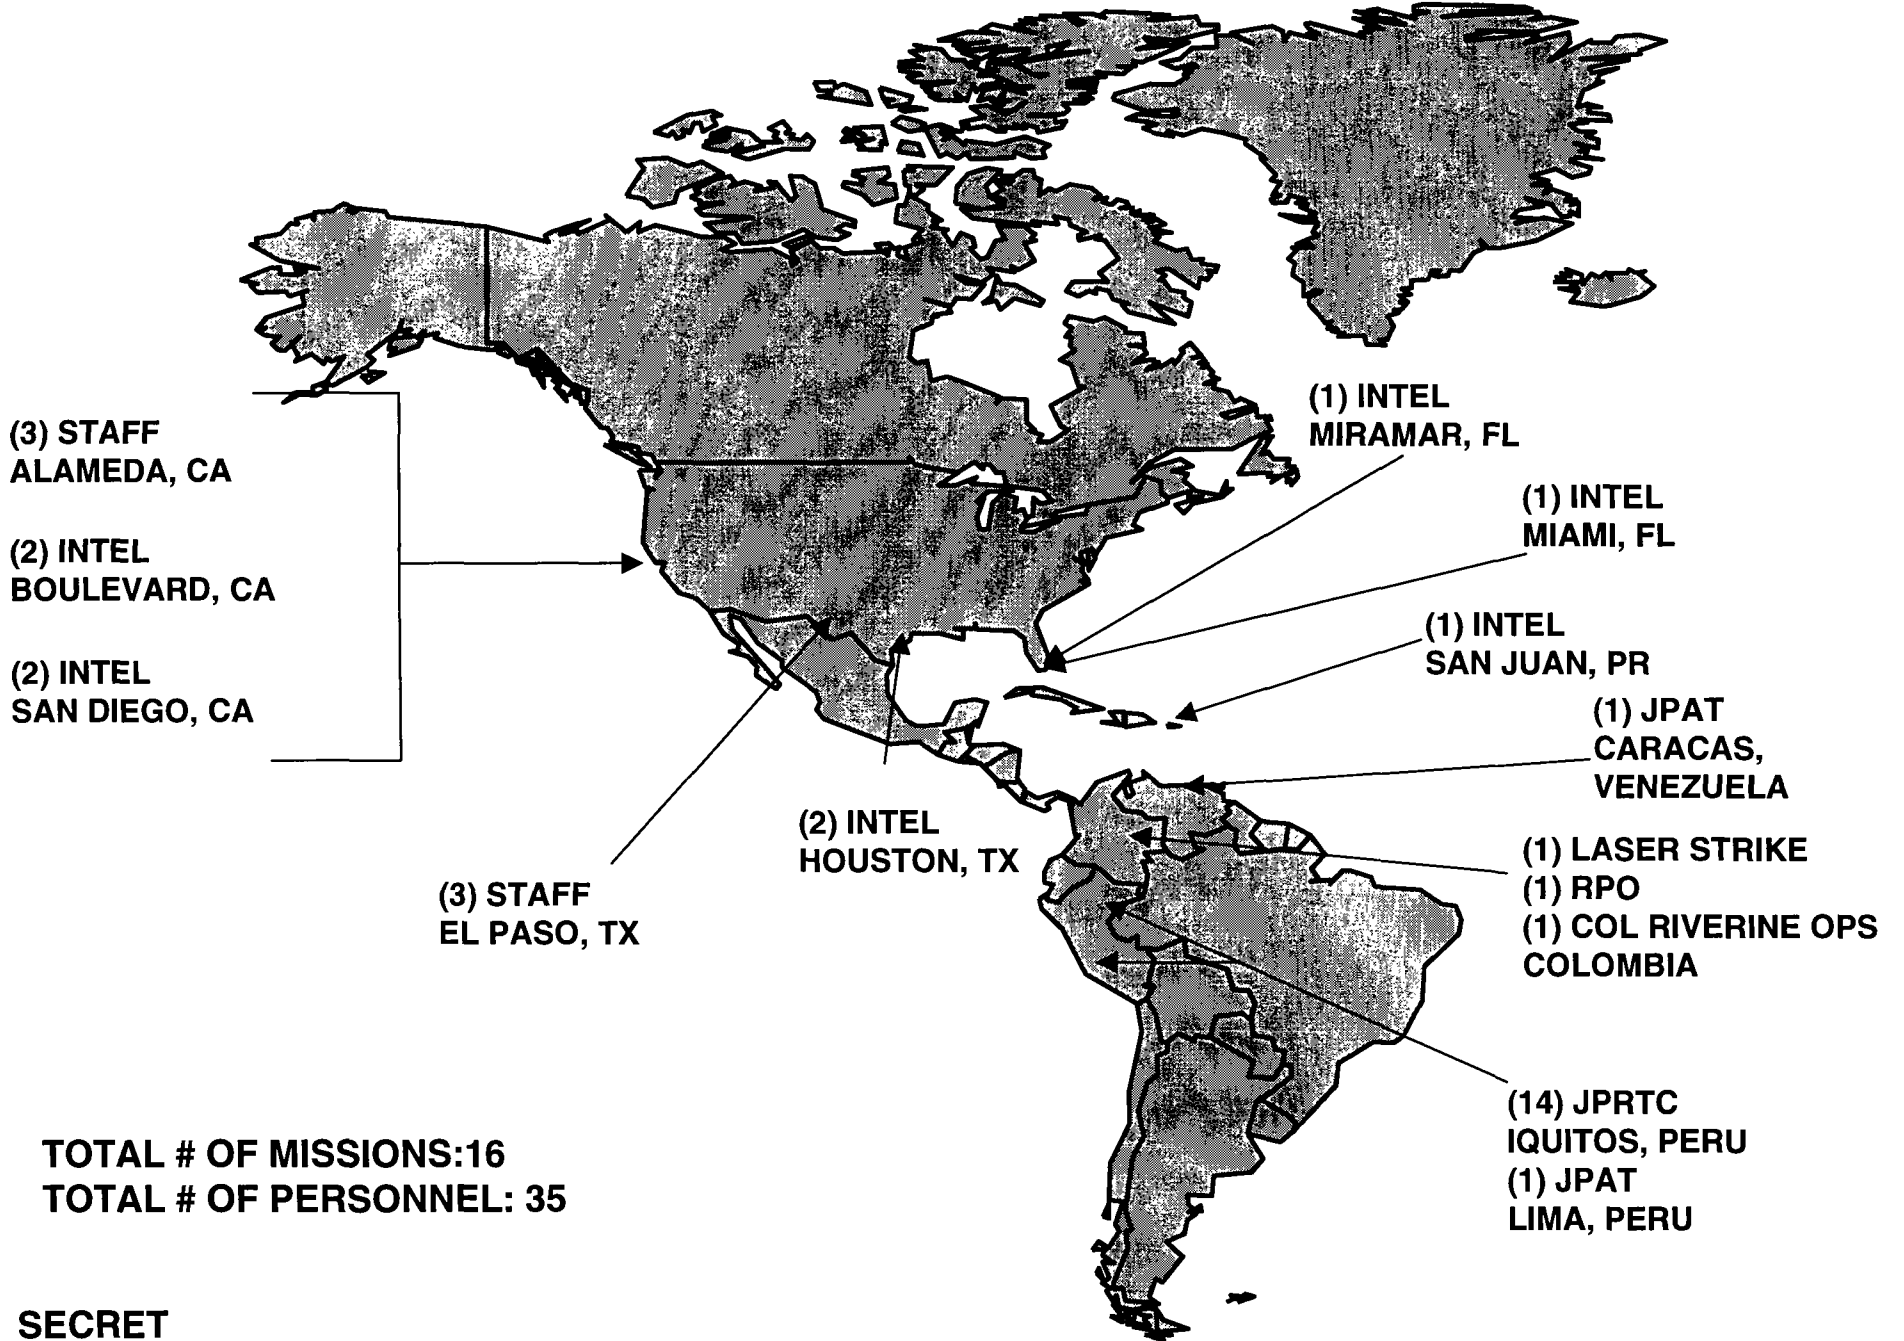 (3) STAFF
ALAMEDA, CA
(2) INTEL
BOULEVARD, CA
(2) INTEL
SAN DIEGO, CA
(3) STAFF
EL PASO, TX
(2) INTEL
HOUSTON, TX
(1) INTEL
MIRAMAR, FL
(1) INTEL
MIAMI, FL
(1) INTEL
SAN JUAN, PR
(1) JPAT
CARACAS,
VENEZUELA
(1) LASER STRIKE
(1) RPO
(1) COL RIVERINE OPS
COLOMBIA
(14) JPRTC
IQUITOS, PERU
(1) JPAT
LIMA, PERU
TOTAL # OF MISSIONS:16
TOTAL # OF PERSONNEL: 35
SECRET